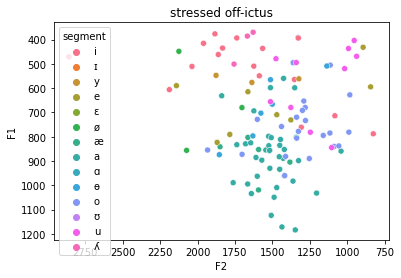 stressed off-ictus
segment
i
ɪ
y
e
ɛ
ø
æ
a
ɑ
ɵ
o
ʊ
u
ʎ
F1
400
500
600
700
800
900
1000
1100
1200
2750 2500 2250 2000 1750 1500 1250 1000 750
F2